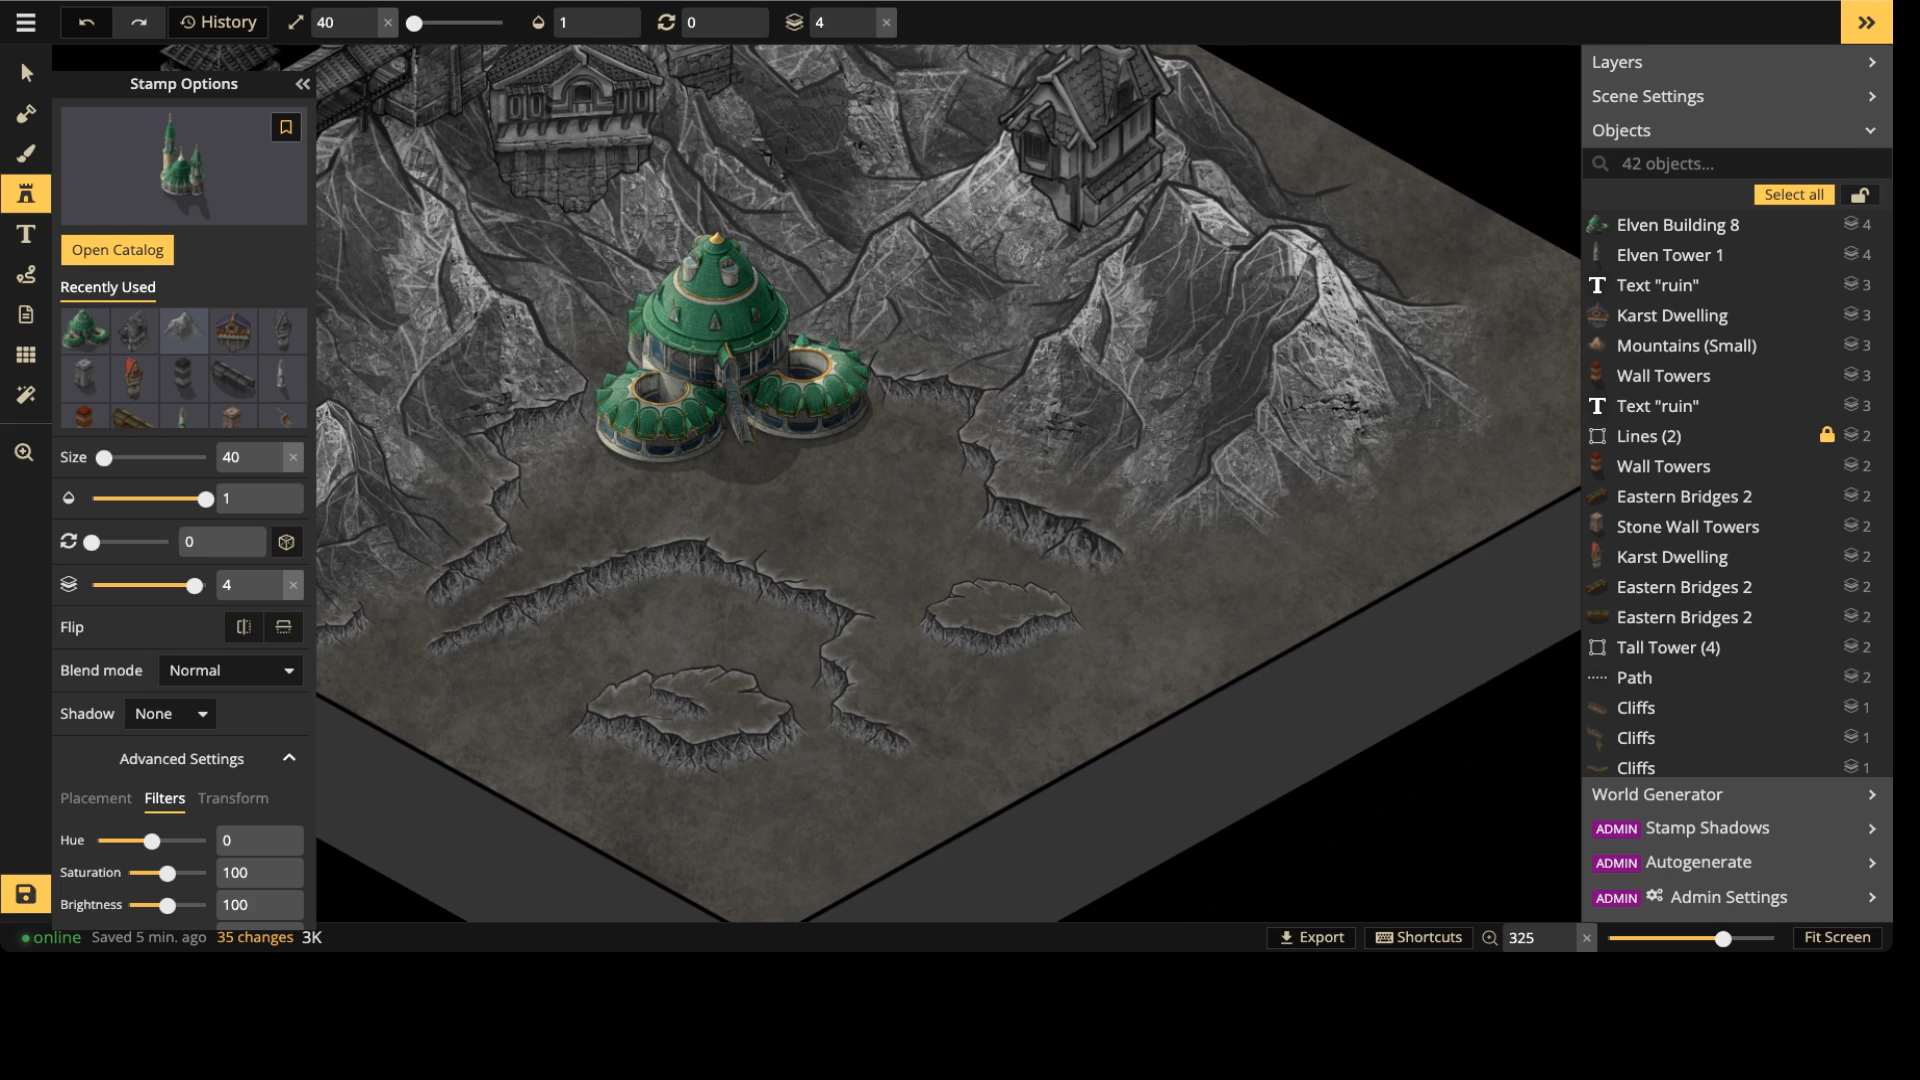 History
40
1
0
4
Stamp Options
Open Catalog
Recently Used
Size
40
1
0
4
Flip
Blend mode
Normal
Shadow
None
Advanced Settings
Placement
Filters
Transform
Hue
0
Saturation
100
Brightness
100
Layers
Scene Settings
Objects
42 objects...
Select all
Elven Building 8 4
Elven Tower 1 4
T Text "ruin" 3
Karst Dwelling 3
Mountains (Small) 3
Wall Towers 3
T Text "ruin" 3
Lines (2) 2
Wall Towers 2
Eastern Bridges 2 2
Stone Wall Towers 2
Karst Dwelling 2
Eastern Bridges 2 2
Eastern Bridges 2 2
Tall Tower (4) 2
Path 2
Cliffs 1
Cliffs 1
Cliffs 1
World Generator
ADMIN Stamp Shadows
ADMIN Autogenerate
ADMIN Admin Settings
online Saved 5 min. ago 35 changes 3K
Export
Shortcuts
325
Fit Screen